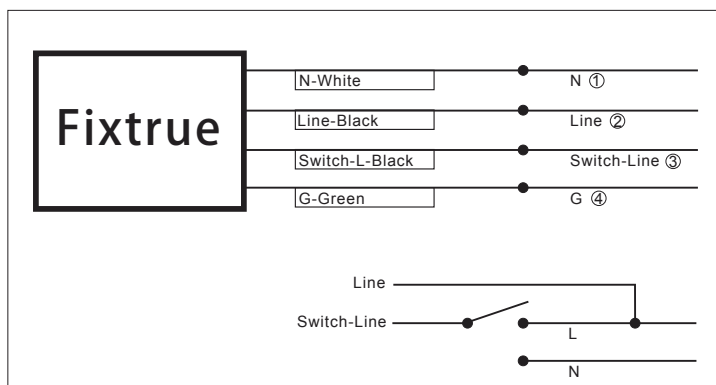 Fixtrue
N-White N ①
Line-Black Line ②
Switch-L-Black Switch-Line ③
G-Green G ④
Line
Switch-Line
L
N